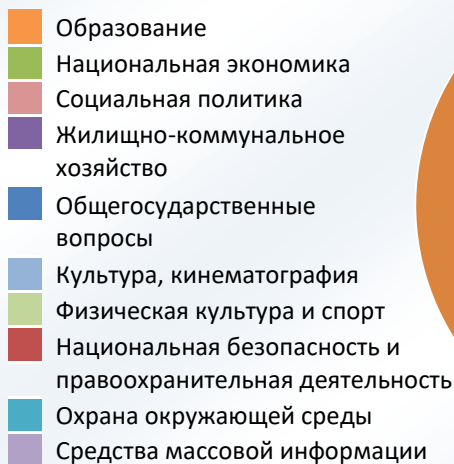 Образование
Национальная экономика
Социальная политика
Жилищно-коммунальное
хозяйство
Общегосударственные
вопросы
Культура, кинематография
Физическая культура и спорт
Национальная безопасность и
правоохранительная деятельность
Охрана окружающей среды
Средства массовой информации